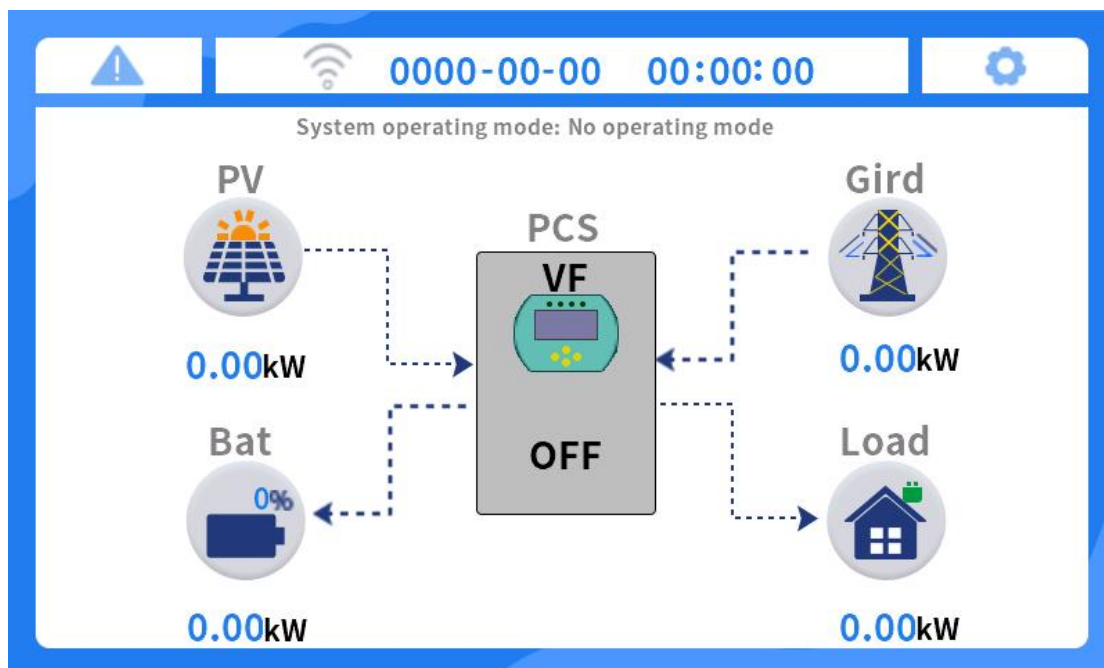 0000-00-00 00:00:00
System operating mode: No operating mode
PV
Gird
PCS
VF
0.00kW
0.00kW
Bat
Load
OFF
0%
0.00kW
0.00kW